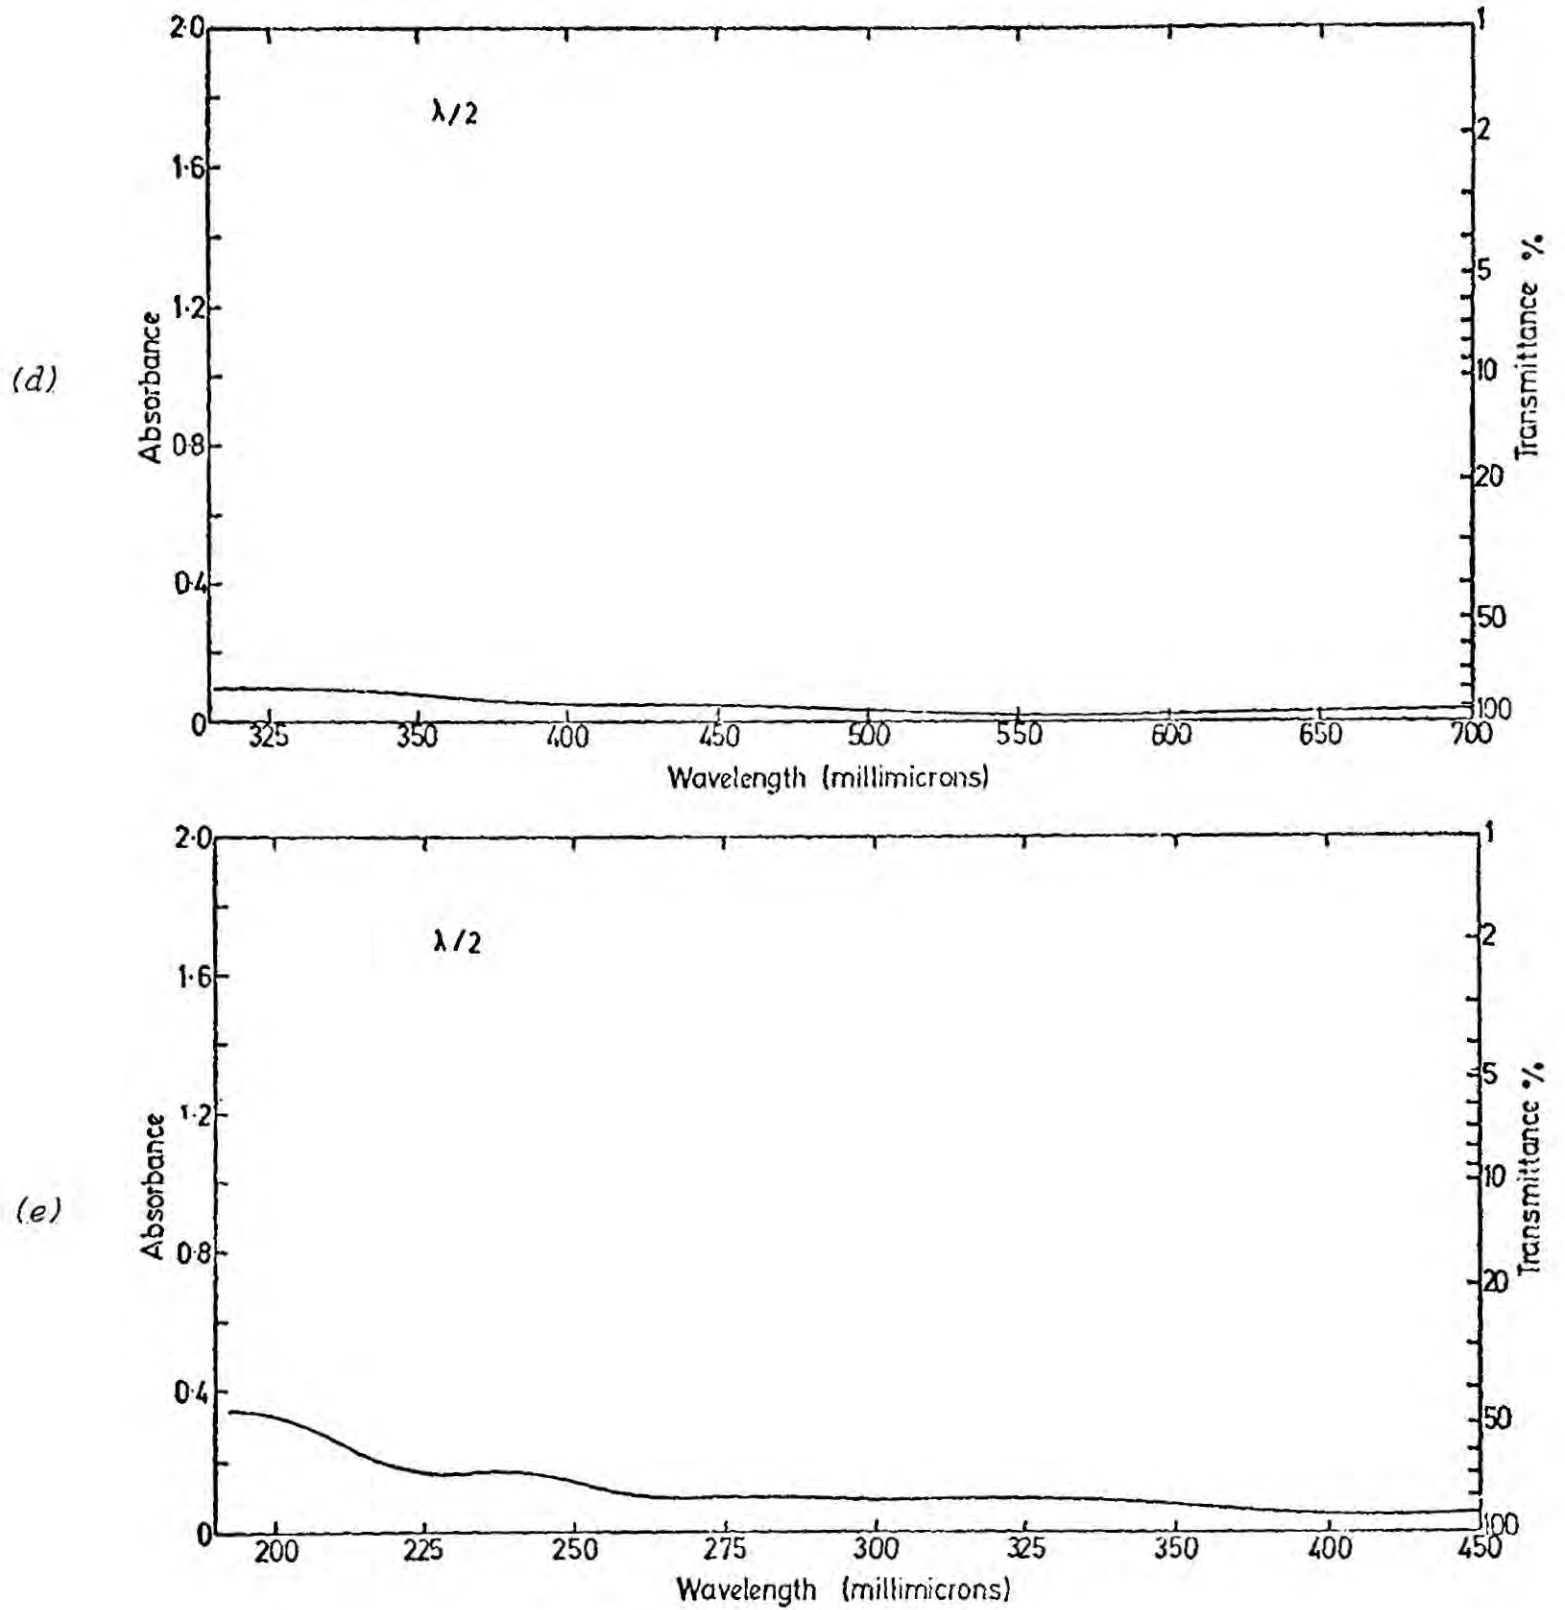 (d)
Absorbance
2·0
1·6
1·2
0·8
0·4
0
λ/2
1
2
5
10
20
50
100
Transmittance %
325 350 400 450 500 550 600 650 700
Wavelength (millimicrons)
(e)
Absorbance
2·0
1·6
1·2
0·8
0·4
0
λ/2
1
2
5
10
20
50
100
Transmittance %
200 225 250 275 300 325 350 400 450
Wavelength (millimicrons)